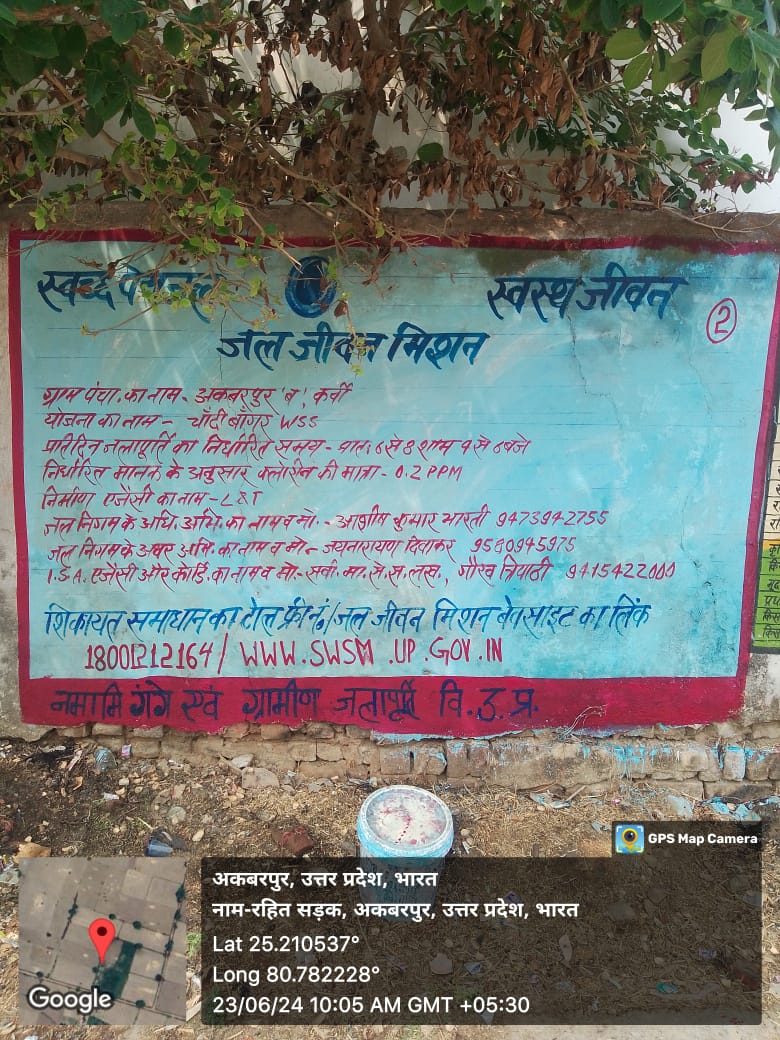 स्वच्छ पेयजल स्वस्थ जीवन
2
जल जीवन मिशन
ग्राम पंचा. का नाम - अकबरपुर 'ब', कर्वी
योजना का नाम - चाँदी बाँगर WSS
प्रतिदिन जलापूर्ति का निर्धारित समय - प्रातः 6 से 8 शाम 4 से 6 बजे
निर्धारित मानक के अनुसार क्लोरीन की मात्रा - 0.2 PPM
निर्माण एजेंसी का नाम - L&T
जल निगम के अधि. अभि. का नाम व मो. - आशीष कुमार भारती 9473942755
जल निगम के अवर अभि. का नाम व मो - जयनारायण दिवाकर 9580945975
I.S.A. एजेंसी और कोर्डि. का नाम व मो - सर्वो. मा. से. स. लख., गौरव त्रिपाठी 9415422000
शिकायत समाधान का टोल फ्री नं/जल जीवन मिशन वेवसाइट का लिंक
18001212164 / WWW.SWSM.UP.GOV.IN
नमामि गंगे एवं ग्रामीण जलापूर्ति वि. उ. प्र.
GPS Map Camera
अकबरपुर, उत्तर प्रदेश, भारत
नाम-रहित सड़क, अकबरपुर, उत्तर प्रदेश, भारत
Lat 25.210537°
Long 80.782228°
23/06/24 10:05 AM GMT +05:30
Google